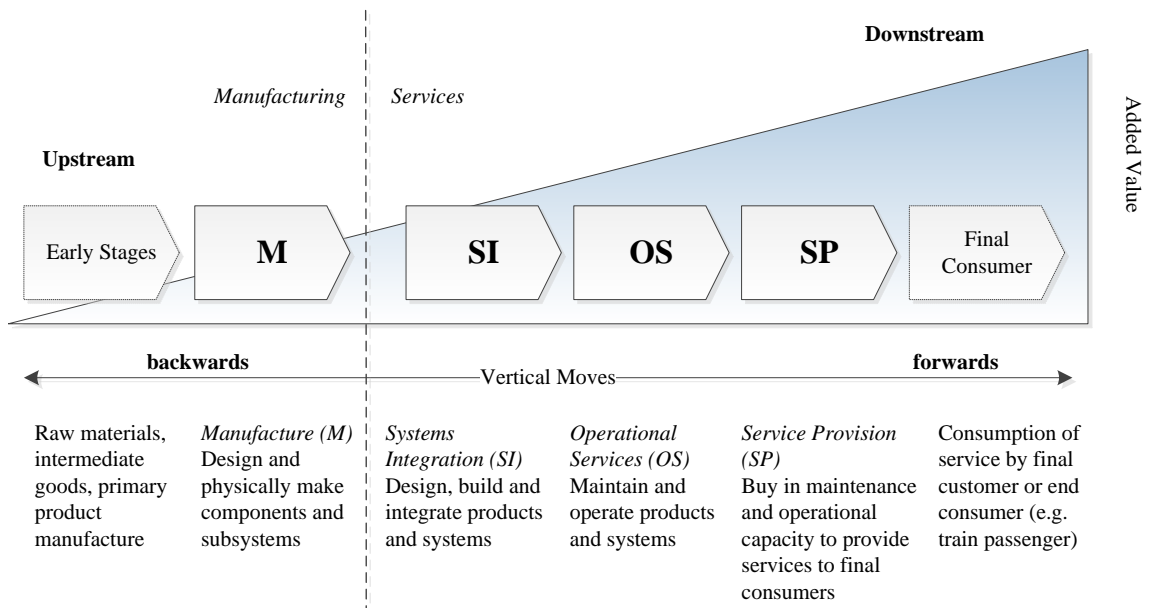 Downstream
Manufacturing
Services
Added Value
Upstream
Early Stages
M
SI
OS
SP
Final
Consumer
backwards
Vertical Moves
forwards
Raw materials,
intermediate
goods, primary
product
manufacture
Manufacture (M)
Design and
physically make
components and
subsystems
Systems
Integration (SI)
Design, build and
integrate products
and systems
Operational
Services (OS)
Maintain and
operate products
and systems
Service Provision
(SP)
Buy in maintenance
and operational
capacity to provide
services to final
consumers
Consumption of
service by final
customer or end
consumer (e.g.
train passenger)